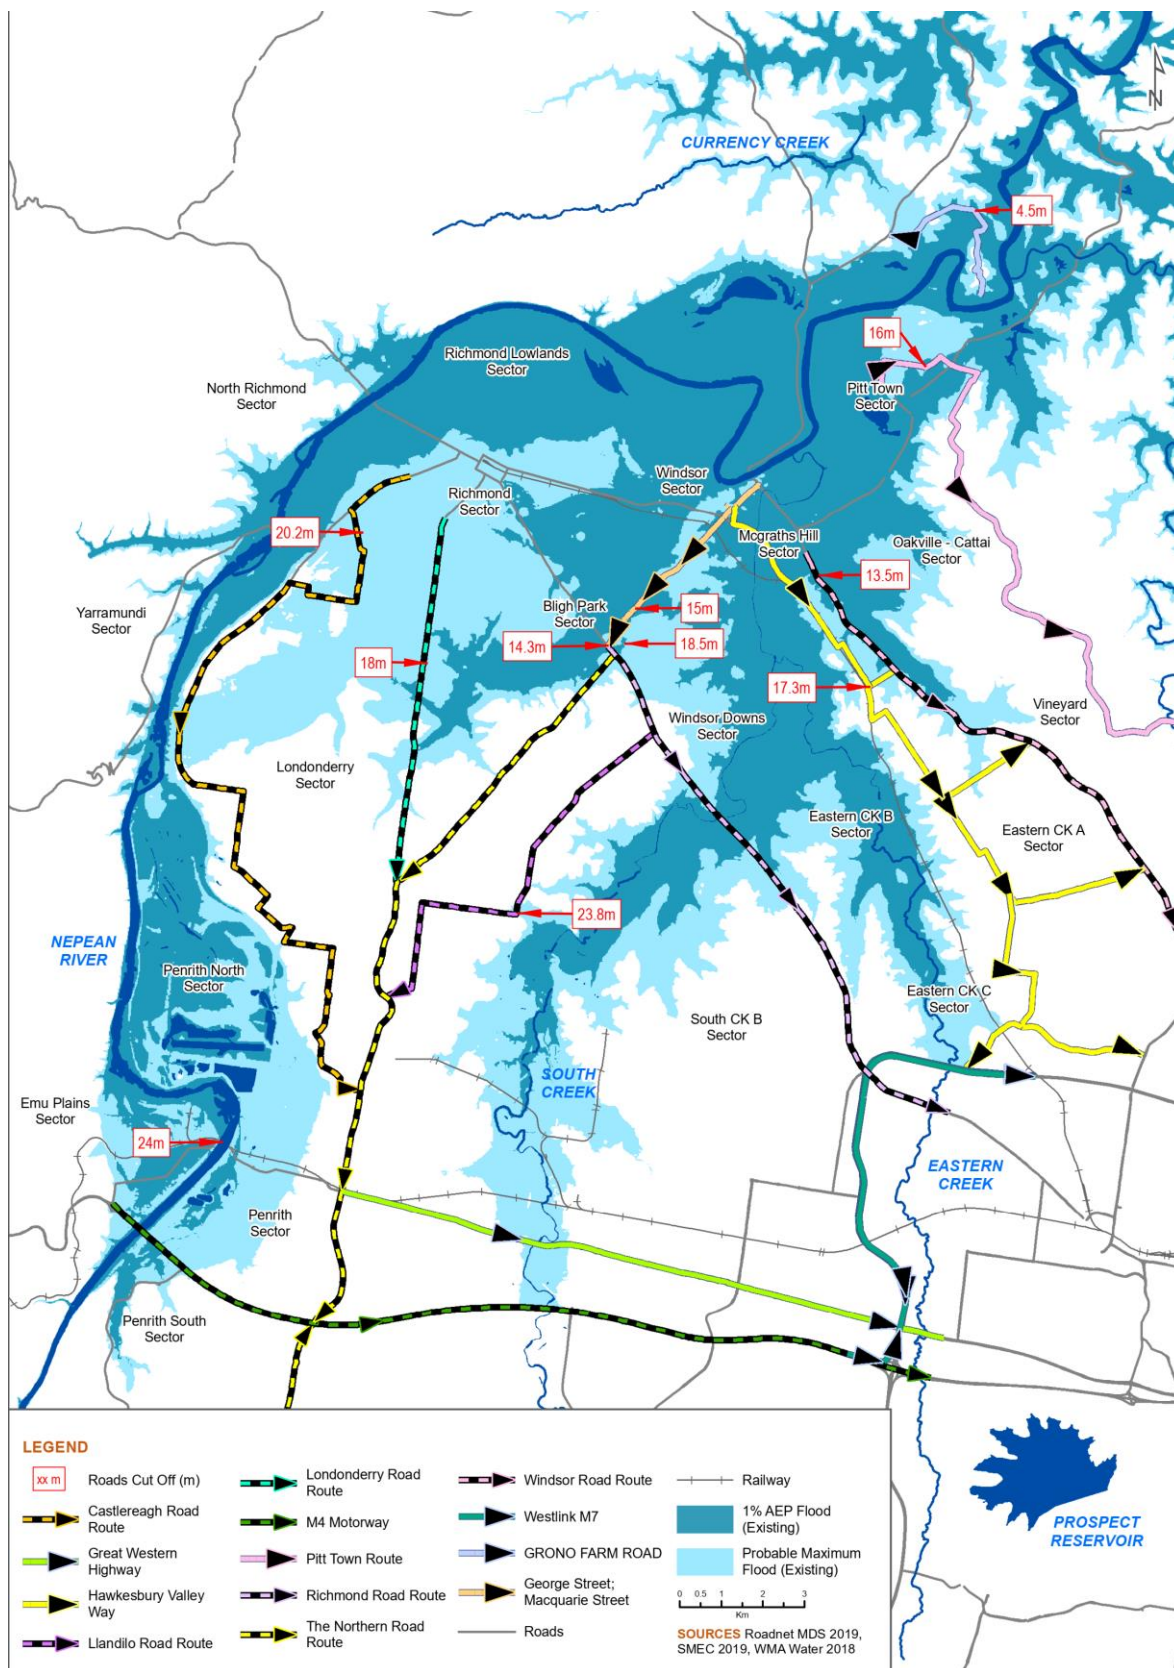 N
CURRENCY CREEK
4.5m
16m
Richmond Lowlands
Sector
North Richmond
Sector
Pitt Town
Sector
Windsor
Sector
Richmond
Sector
20.2m
Mcgraths Hill
Sector
Oakville - Cattai
Sector
13.5m
Yarramundi
Sector
Bligh Park
Sector
15m
14.3m
18.5m
18m
17.3m
Windsor Downs
Sector
Vineyard
Sector
Londonderry
Sector
Eastern CK B
Sector
Eastern CK A
Sector
23.8m
NEPEAN
RIVER
Penrith North
Sector
Eastern CK C
Sector
South CK B
Sector
SOUTH
CREEK
Emu Plains
Sector
24m
EASTERN
CREEK
Penrith
Sector
Penrith South
Sector
PROSPECT
RESERVOIR
LEGEND
xx m
Roads Cut Off (m)
Castlereagh Road
Route
Great Western
Highway
Hawkesbury Valley
Way
Llandilo Road Route
Londonderry Road
Route
M4 Motorway
Pitt Town Route
Richmond Road Route
The Northern Road
Route
Windsor Road Route
Westlink M7
GRONO FARM ROAD
George Street;
Macquarie Street
Roads
Railway
1% AEP Flood
(Existing)
Probable Maximum
Flood (Existing)
0 0.5 1 2 3
Km
SOURCES Roadnet MDS 2019,
SMEC 2019, WMA Water 2018